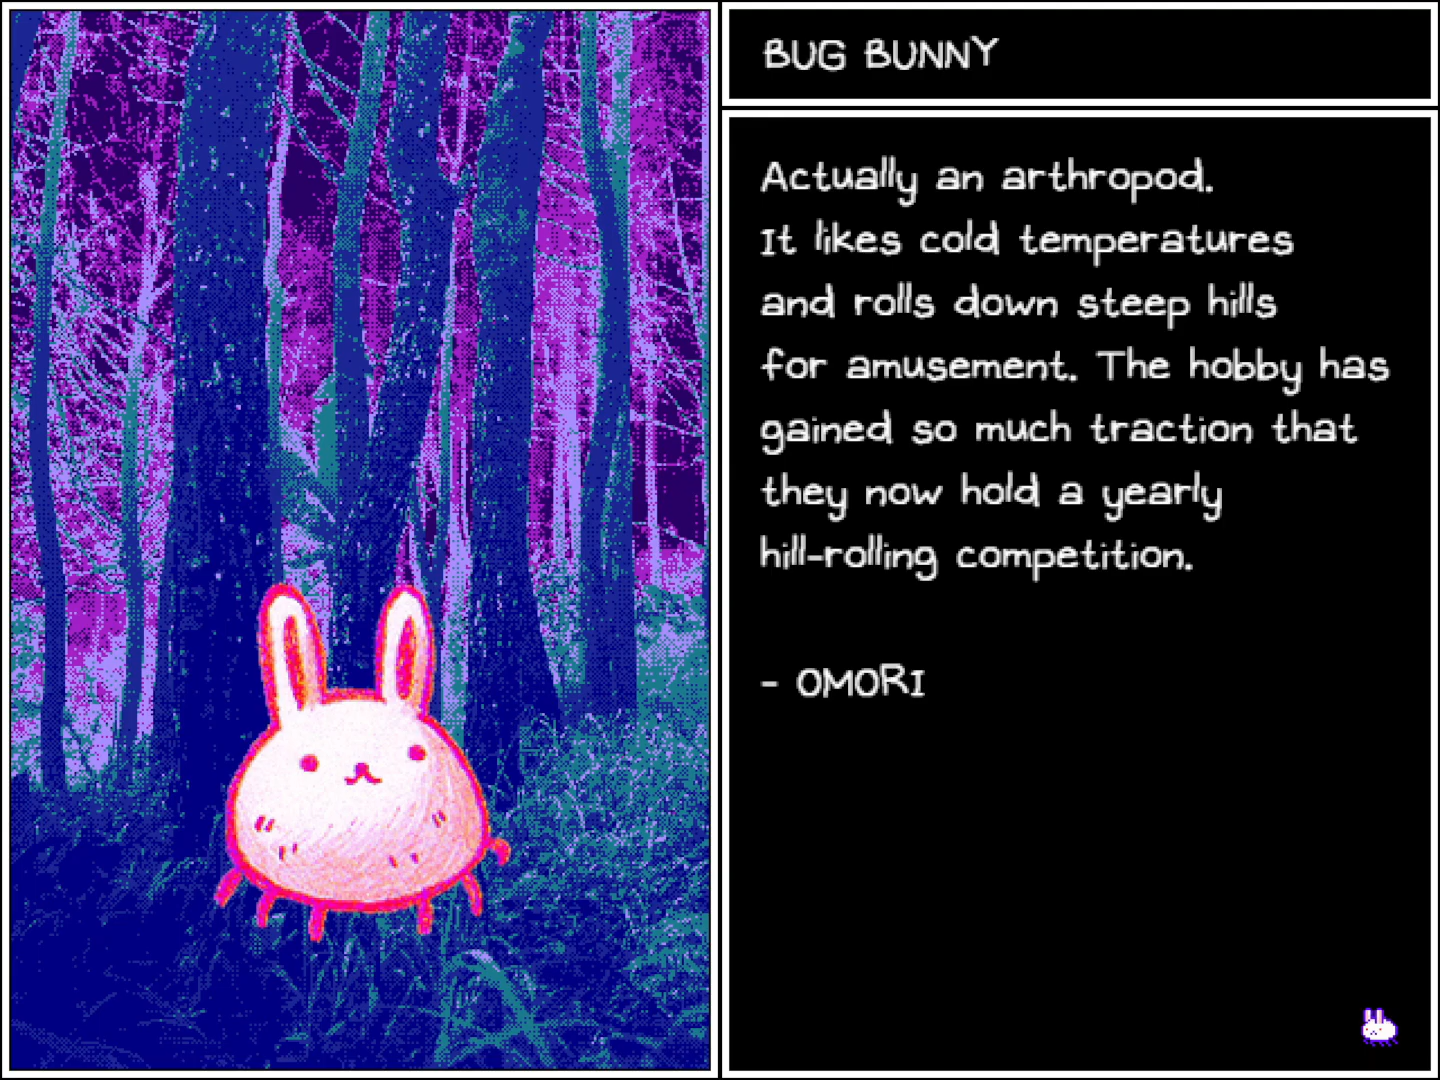 BUG BUNNY
Actually an arthropod.
It likes cold temperatures
and rolls down steep hills
for amusement. The hobby has
gained so much traction that
they now hold a yearly
hill-rolling competition.
- OMORI